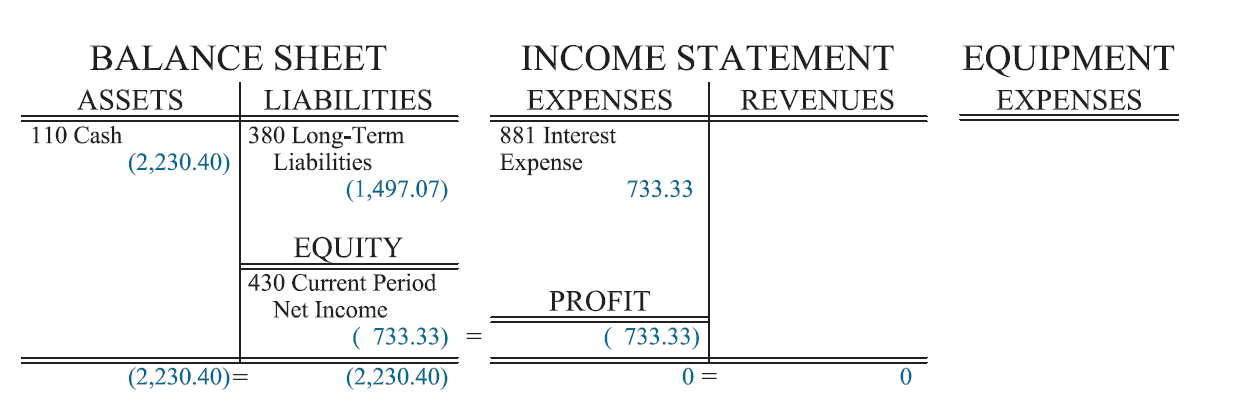 BALANCE SHEET
INCOME STATEMENT
EQUIPMENT
ASSETS
LIABILITIES
EXPENSES
REVENUES
EXPENSES
110 Cash
(2,230.40)
380 Long-Term
Liabilities
(1,497.07)
881 Interest
Expense
733.33
EQUITY
430 Current Period
Net Income
( 733.33)
=
PROFIT
( 733.33)
(2,230.40)=
(2,230.40)
0 =
0